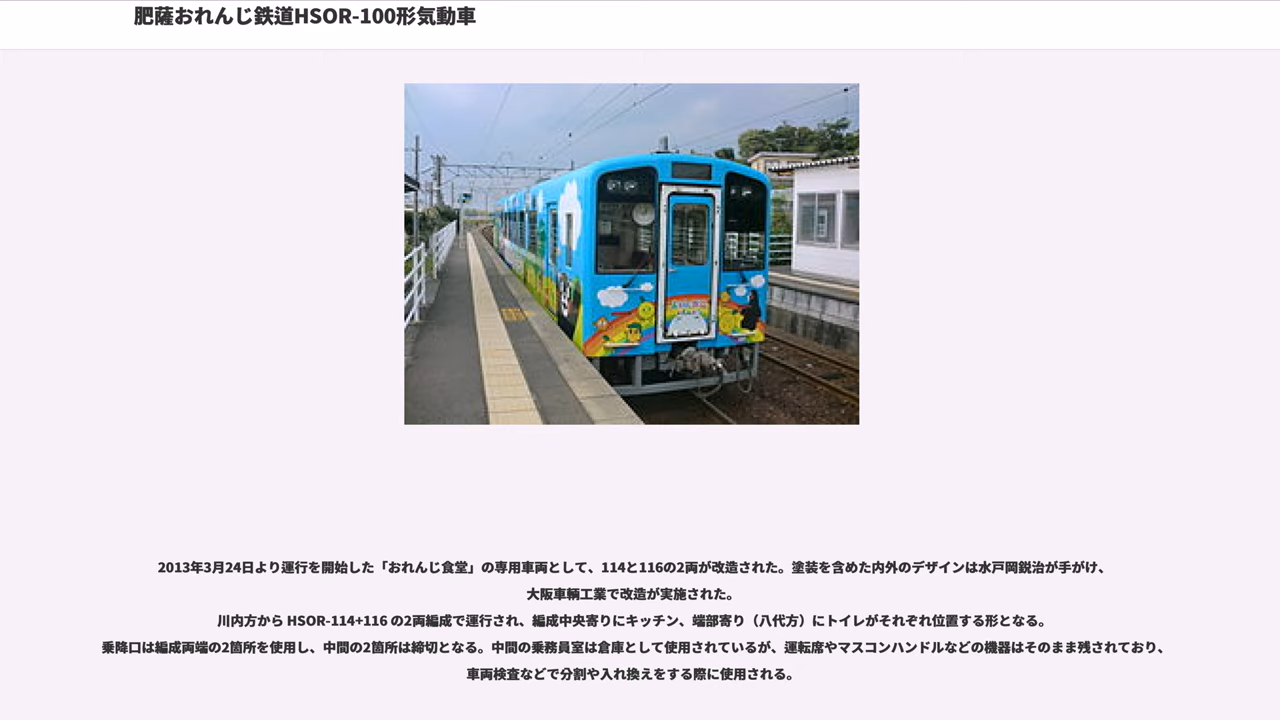 肥薩おれんじ鉄道HSOR-100形気動車
2013年3月24日より運行を開始した「おれんじ食堂」の専用車両として、114と116の2両が改造された。塗装を含めた内外のデザインは水戸岡鋭治が手がけ、
大阪車輌工業で改造が実施された。
川内方から HSOR-114+116 の2両編成で運行され、編成中央寄りにキッチン、端部寄り（八代方）にトイレがそれぞれ位置する形となる。
乗降口は編成両端の2箇所を使用し、中間の2箇所は締切となる。中間の乗務員室は倉庫として使用されているが、運転席やマスコンハンドルなどの機器はそのまま残されており、
車両検査などで分割や入れ換えをする際に使用される。